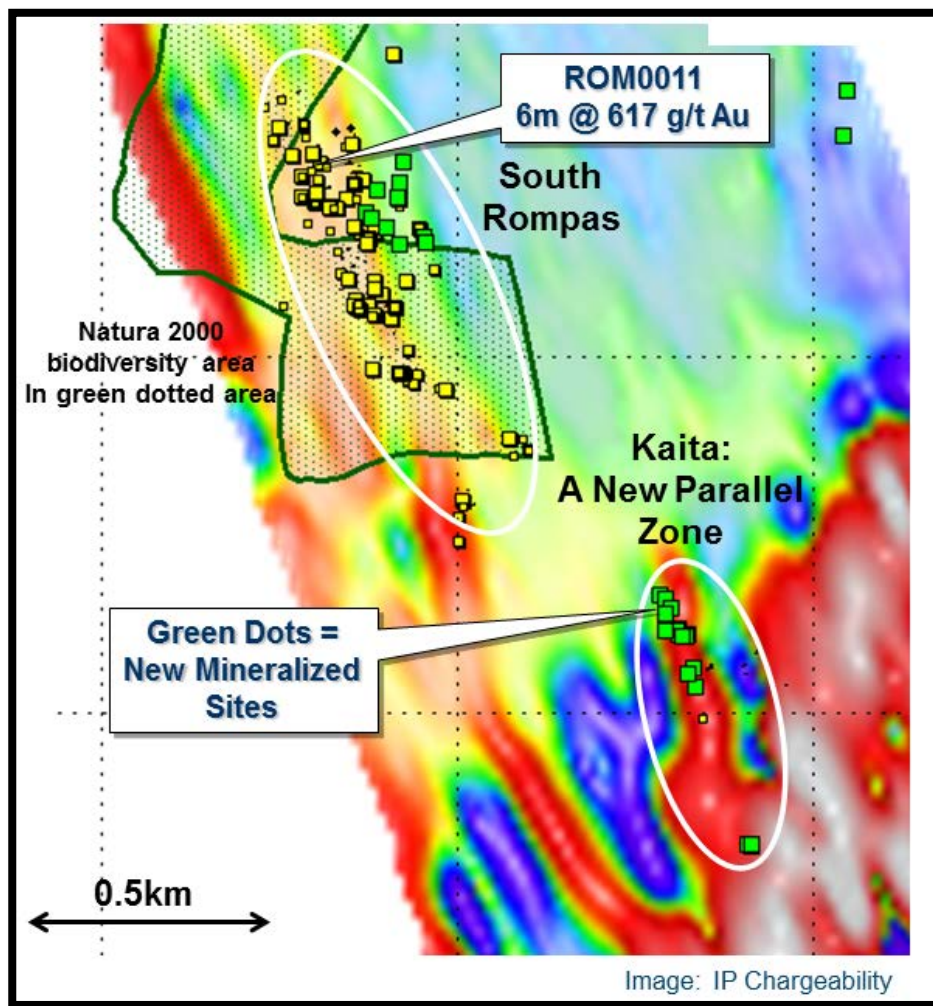 ROM0011
6m @ 617 g/t Au
South
Rompas
Natura 2000
biodiversity area
In green dotted area
Kaita:
A New Parallel
Zone
Green Dots =
New Mineralized
Sites
0.5km
Image: IP Chargeability